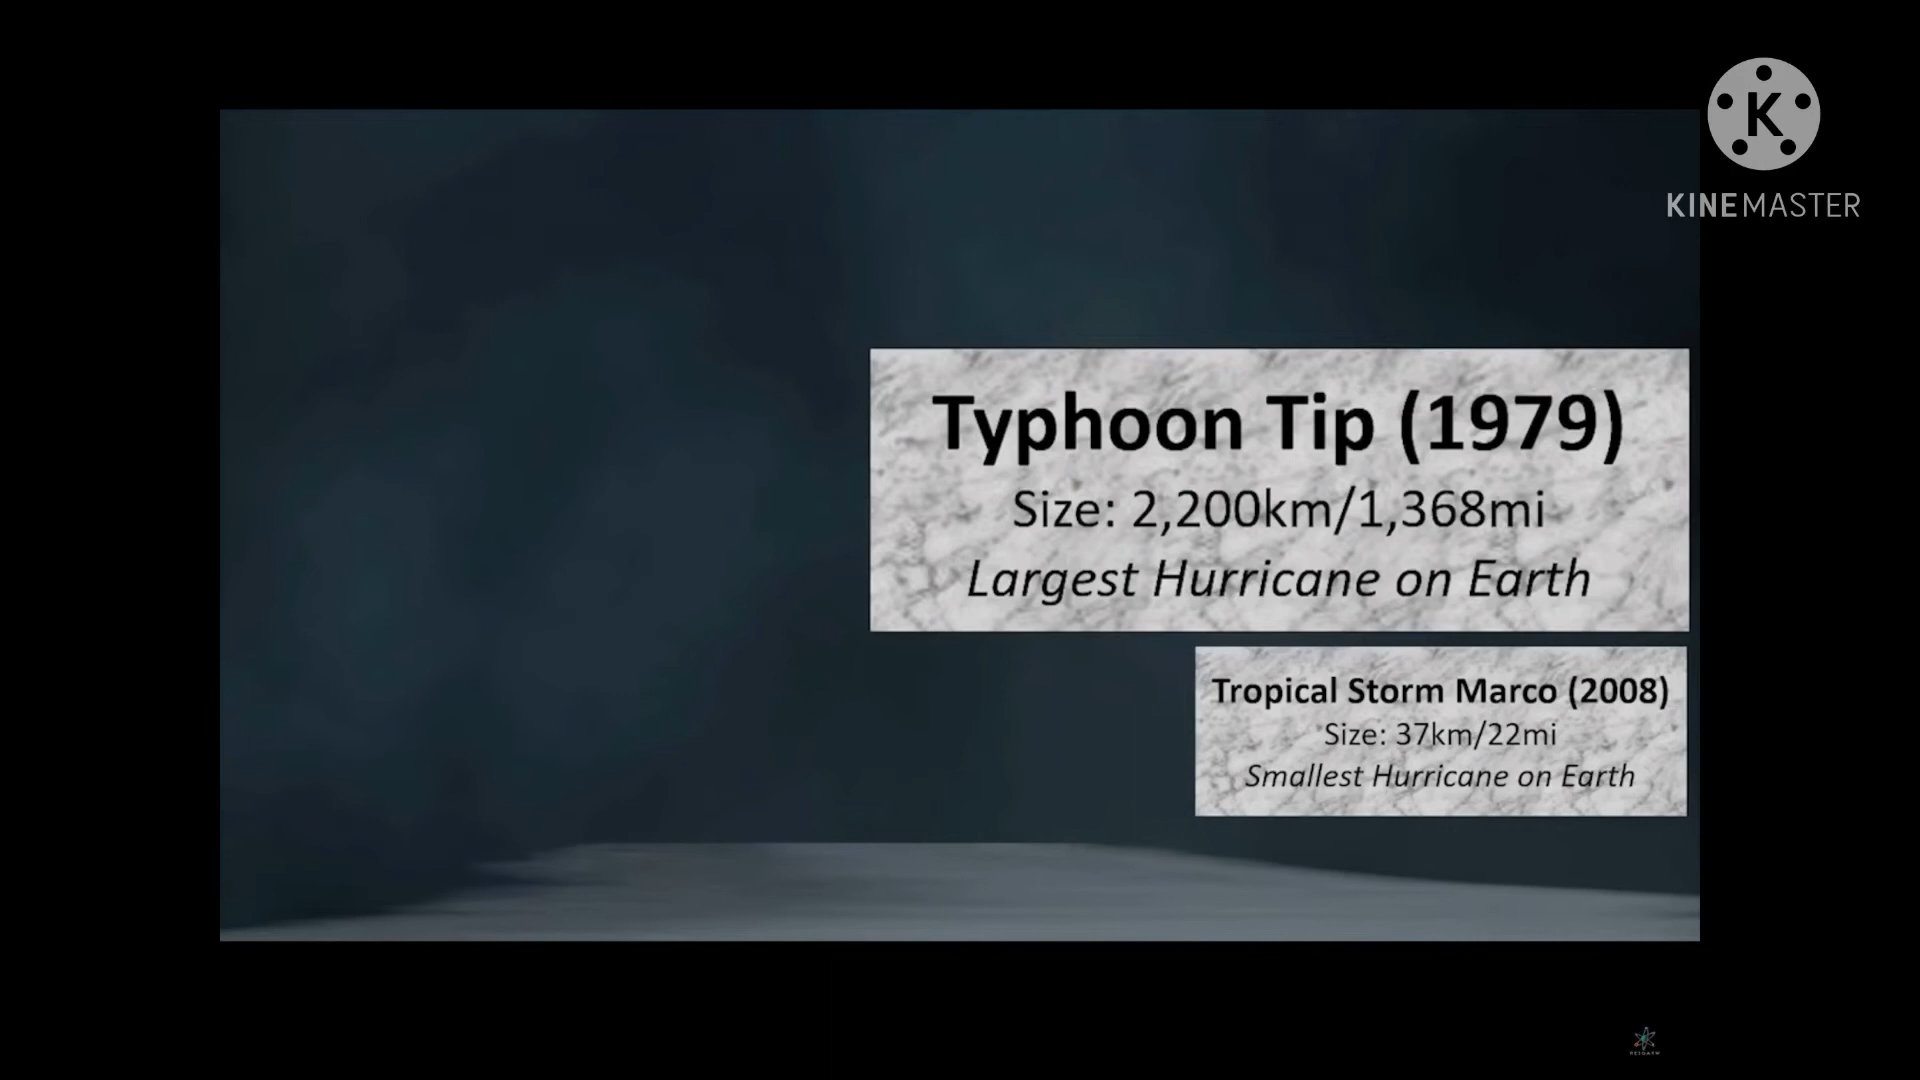 K
KINEMASTER
Typhoon Tip (1979)
Size: 2,200km/1,368mi
Largest Hurricane on Earth
Tropical Storm Marco (2008)
Size: 37km/22mi
Smallest Hurricane on Earth